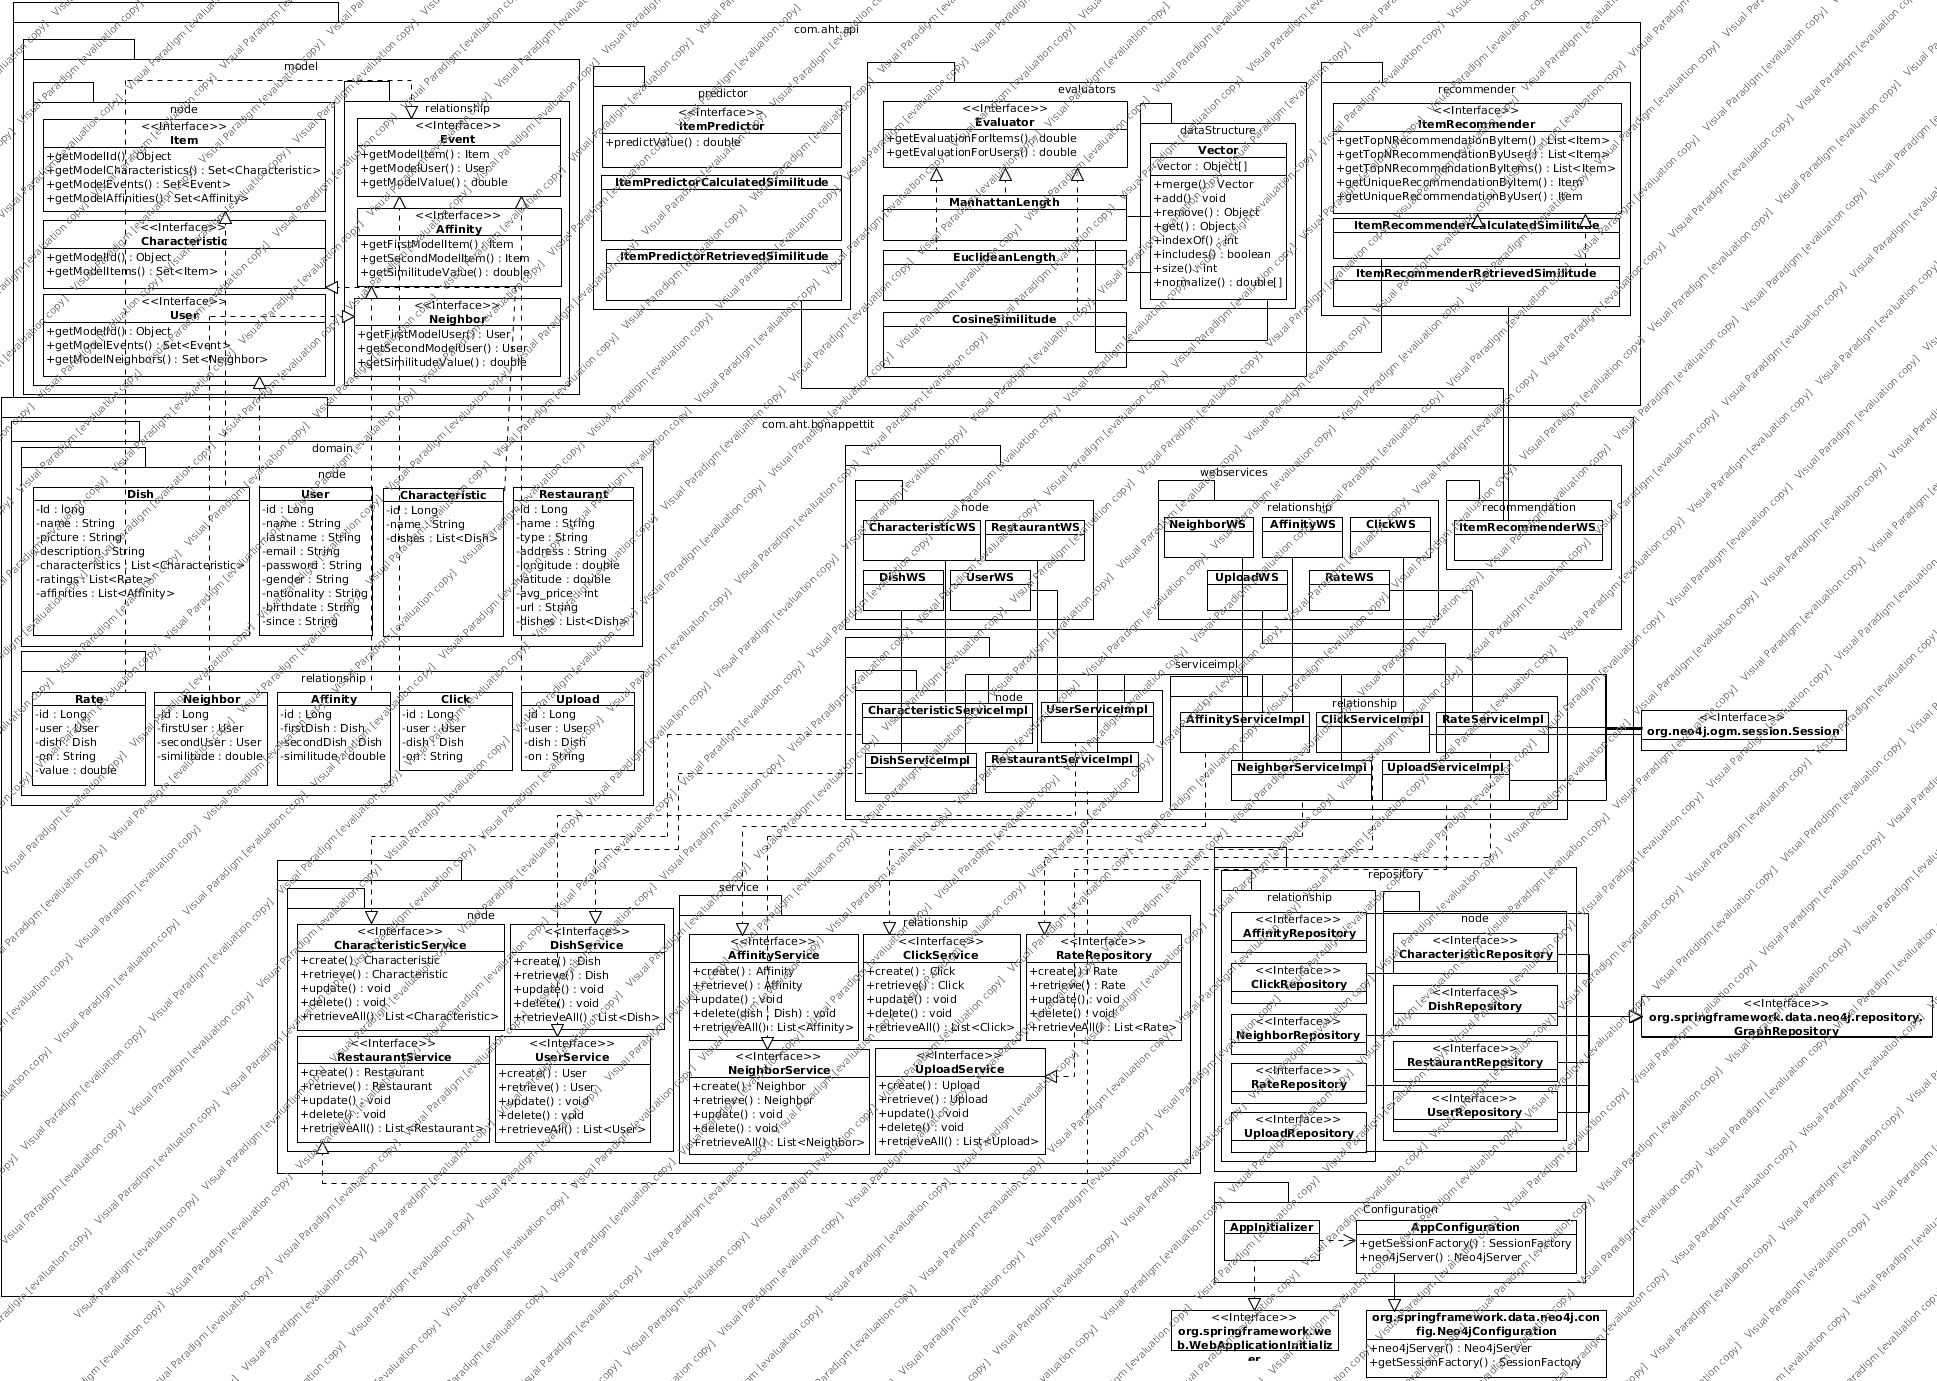 com.aht.api
model
node
<<Interface>>
Item
+getModelId() : Object
+getModelCharacteristics() : Set<Characteristic>
+getModelEvents() : Set<Event>
+getModelAffinities() : Set<Affinity>
<<Interface>>
Characteristic
+getModelId() : Object
+getModelItems() : Set<Item>
<<Interface>>
User
+getModelId() : Object
+getModelEvents() : Set<Event>
+getModelNeighbors() : Set<Neighbor>
relationship
<<Interface>>
Event
+getModelItem() : Item
+getModelUser() : User
+getModelValue() : double
<<Interface>>
Affinity
+getFirstModelItem() : Item
+getSecondModelItem() : Item
+getSimilitudeValue() : double
<<Interface>>
Neighbor
+getFirstModelUser() : User
+getSecondModelUser() : User
+getSimilitudeValue() : double
predictor
<<Interface>>
ItemPredictor
+predictValue() : double
ItemPredictorCalculatedSimilitude
ItemPredictorRetrievedSimilitude
evaluators
<<Interface>>
Evaluator
+getEvaluationForItems() : double
+getEvaluationForUsers() : double
ManhattanLength
EuclideanLength
CosineSimilitude
dataStructure
Vector
-vector : Object[]
+merge() : Vector
+add() : void
+remove() : Object
+get() : Object
+indexOf() : int
+includes() : boolean
+size() : int
+normalize() : double[]
recommender
<<Interface>>
ItemRecommender
+getTopNRecommendationByItem() : List<Item>
+getTopNRecommendationByUser() : List<Item>
+getTopNRecommendationByItems() : List<Item>
+getUniqueRecommendationByItem() : Item
+getUniqueRecommendationByUser() : Item
ItemRecommenderCalculatedSimilitude
ItemRecommenderRetrievedSimilitude
com.aht.bonappettit
domain
node
Dish
-Id : long
-name : String
-picture : String
-description : String
-characteristics : List<Characteristic>
-ratings : List<Rate>
-affinities : List<Affinity>
User
-id : Long
-name : String
-lastname : String
-email : String
-password : String
-gender : String
-nationality : String
-birthdate : String
-since : String
Characteristic
-id : Long
-name : String
-dishes : List<Dish>
Restaurant
-id : Long
-name : String
-type : String
-address : String
-longitude : double
-latitude : double
-avg_price : int
-url : String
-dishes : List<Dish>
relationship
Rate
-id : Long
-user : User
-dish : Dish
-on : String
-value : double
Neighbor
-id : Long
-firstUser : User
-secondUser : User
-similitude : double
Affinity
-id : Long
-firstDish : Dish
-secondDish : Dish
-similitude : double
Click
-id : Long
-user : User
-dish : Dish
-on : String
Upload
-id : Long
-user : User
-dish : Dish
-on : String
webservices
node
CharacteristicWS
RestaurantWS
DishWS
UserWS
relationship
NeighborWS
AffinityWS
ClickWS
UploadWS
RateWS
recommendation
ItemRecommenderWS
serviceimpl
node
CharacteristicServiceImpl
UserServiceImpl
DishServiceImpl
RestaurantServiceImpl
relationship
AffinityServiceImpl
ClickServiceImpl
RateServiceImpl
NeighborServiceImpl
UploadServiceImpl
<<Interface>>
org.neo4j.ogm.session.Session
service
node
<<Interface>>
CharacteristicService
+create() : Characteristic
+retrieve() : Characteristic
+update() : void
+delete() : void
+retrieveAll() : List<Characteristic>
<<Interface>>
DishService
+create() : Dish
+retrieve() : Dish
+update() : void
+delete() : void
+retrieveAll() : List<Dish>
<<Interface>>
RestaurantService
+create() : Restaurant
+retrieve() : Restaurant
+update() : void
+delete() : void
+retrieveAll() : List<Restaurant>
<<Interface>>
UserService
+create() : User
+retrieve() : User
+update() : void
+delete() : void
+retrieveAll() : List<User>
relationship
<<Interface>>
AffinityService
+create() : Affinity
+retrieve() : Affinity
+update() : void
+delete(dish : Dish) : void
+retrieveAll() : List<Affinity>
<<Interface>>
ClickService
+create() : Click
+retrieve() : Click
+update() : void
+delete() : void
+retrieveAll() : List<Click>
<<Interface>>
RateRepository
+create() : Rate
+retrieve() : Rate
+update() : void
+delete() : void
+retrieveAll() : List<Rate>
<<Interface>>
NeighborService
+create() : Neighbor
+retrieve() : Neighbor
+update() : void
+delete() : void
+retrieveAll() : List<Neighbor>
<<Interface>>
UploadService
+create() : Upload
+retrieve() : Upload
+update() : void
+delete() : void
+retrieveAll() : List<Upload>
repository
relationship
<<Interface>>
AffinityRepository
<<Interface>>
ClickRepository
<<Interface>>
NeighborRepository
<<Interface>>
RateRepository
<<Interface>>
UploadRepository
node
<<Interface>>
CharacteristicRepository
<<Interface>>
DishRepository
<<Interface>>
RestaurantRepository
<<Interface>>
UserRepository
<<Interface>>
org.springframework.data.neo4j.repository.
GraphRepository
Configuration
AppInitializer
AppConfiguration
+getSessionFactory() : SessionFactory
+neo4jServer() : Neo4jServer
<<Interface>>
org.springframework.we
b.WebApplicationInitializ
er
org.springframework.data.neo4j.con
fig.Neo4jConfiguration
+neo4jServer() : Neo4jServer
+getSessionFactory() : SessionFactory
Visual Paradigm [evaluation copy]